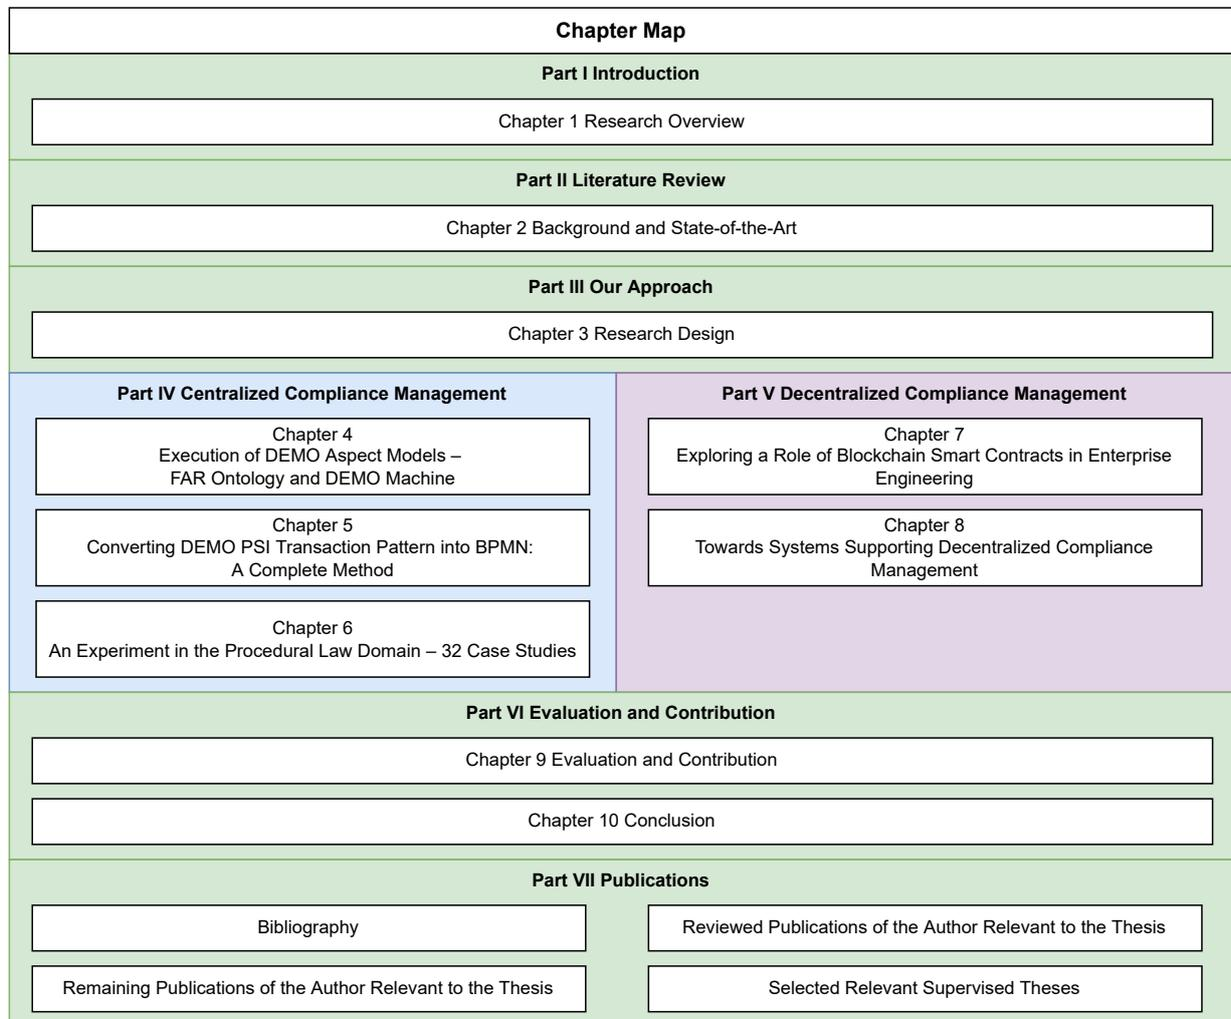 Chapter Map
Part I Introduction
Chapter 1 Research Overview
Part II Literature Review
Chapter 2 Background and State-of-the-Art
Part III Our Approach
Chapter 3 Research Design
Part IV Centralized Compliance Management
Chapter 4
Execution of DEMO Aspect Models –
FAR Ontology and DEMO Machine
Chapter 5
Converting DEMO PSI Transaction Pattern into BPMN:
A Complete Method
Chapter 6
An Experiment in the Procedural Law Domain – 32 Case Studies
Part V Decentralized Compliance Management
Chapter 7
Exploring a Role of Blockchain Smart Contracts in Enterprise
Engineering
Chapter 8
Towards Systems Supporting Decentralized Compliance
Management
Part VI Evaluation and Contribution
Chapter 9 Evaluation and Contribution
Chapter 10 Conclusion
Part VII Publications
Bibliography
Reviewed Publications of the Author Relevant to the Thesis
Remaining Publications of the Author Relevant to the Thesis
Selected Relevant Supervised Theses